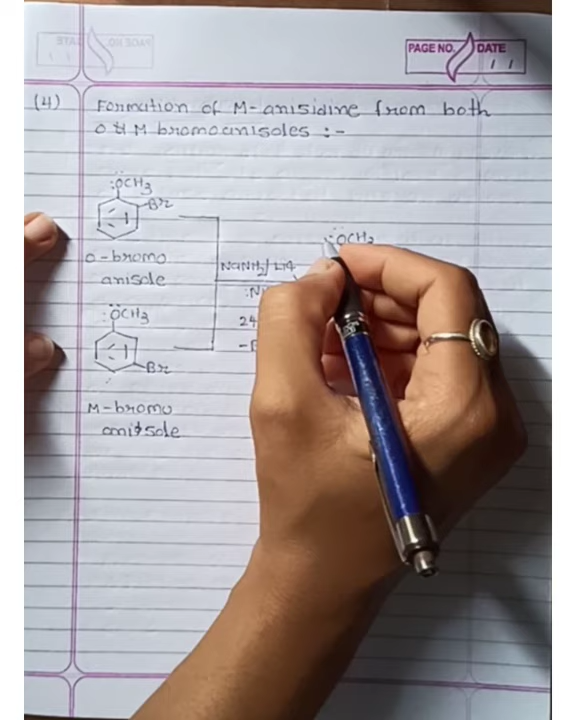 PAGE NO. DATE
/ /
(4) Formation of M-anisidine from both
O & M bromoanisoles :-
:OCH3
Br
:OCH3
O-bromo
anisole
NaNH2/Liq
:OCH3
24
Br
M-bromo
anisole